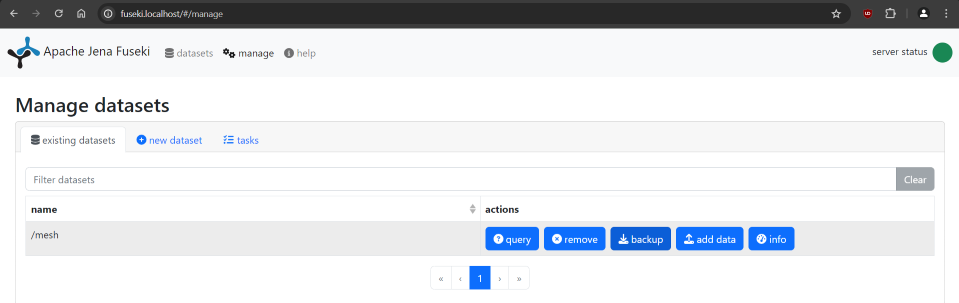 fuseki.localhost/#/manage
Apache Jena Fuseki datasets manage help server status
Manage datasets
existing datasets new dataset tasks
Filter datasets Clear
name actions
/mesh query remove backup add data info
« ‹ 1 › »